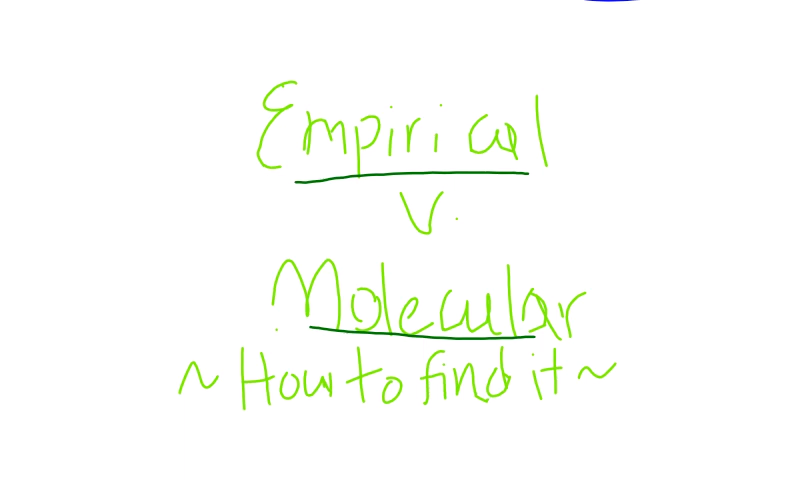 Empirical
V.
Molecular
~ How to find it ~